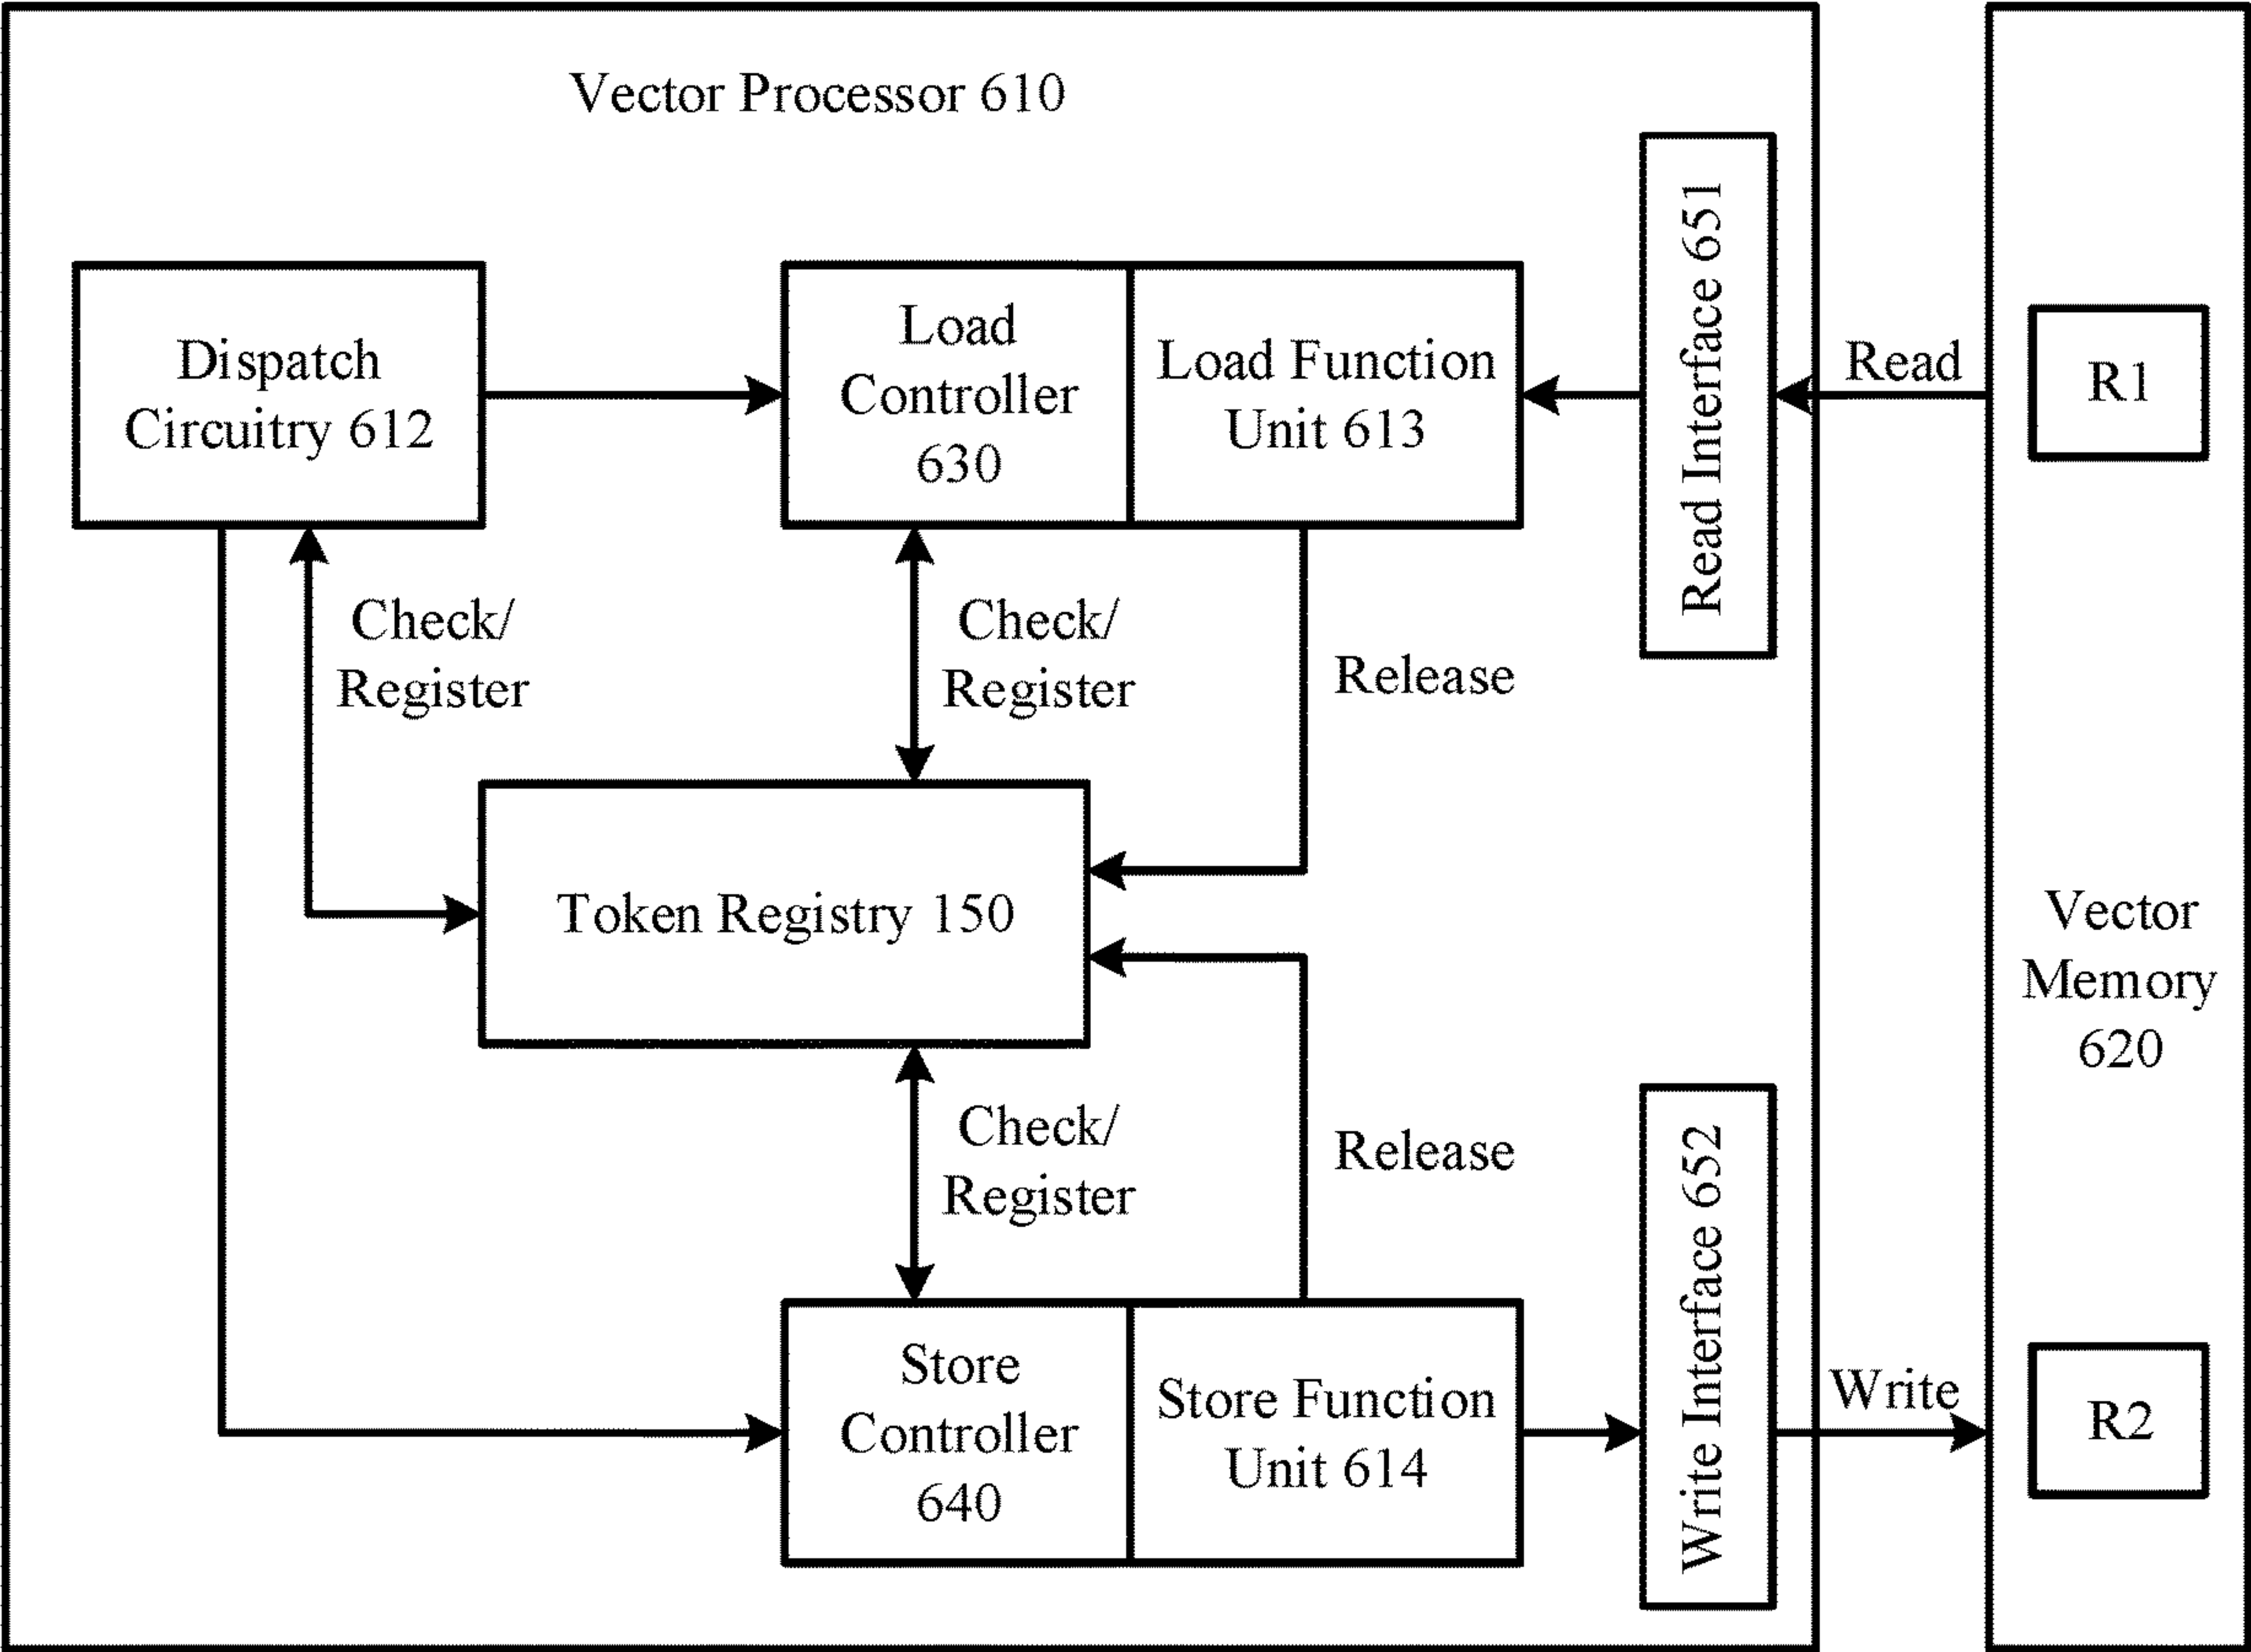 Vector Processor 610
Dispatch
Circuitry 612
Load
Controller
630
Load Function
Unit 613
Read Interface 651
Read
R1
Check/
Register
Check/
Register
Release
Token Registry 150
Vector
Memory
620
Check/
Register
Release
Store
Controller
640
Store Function
Unit 614
Write Interface 652
Write
R2